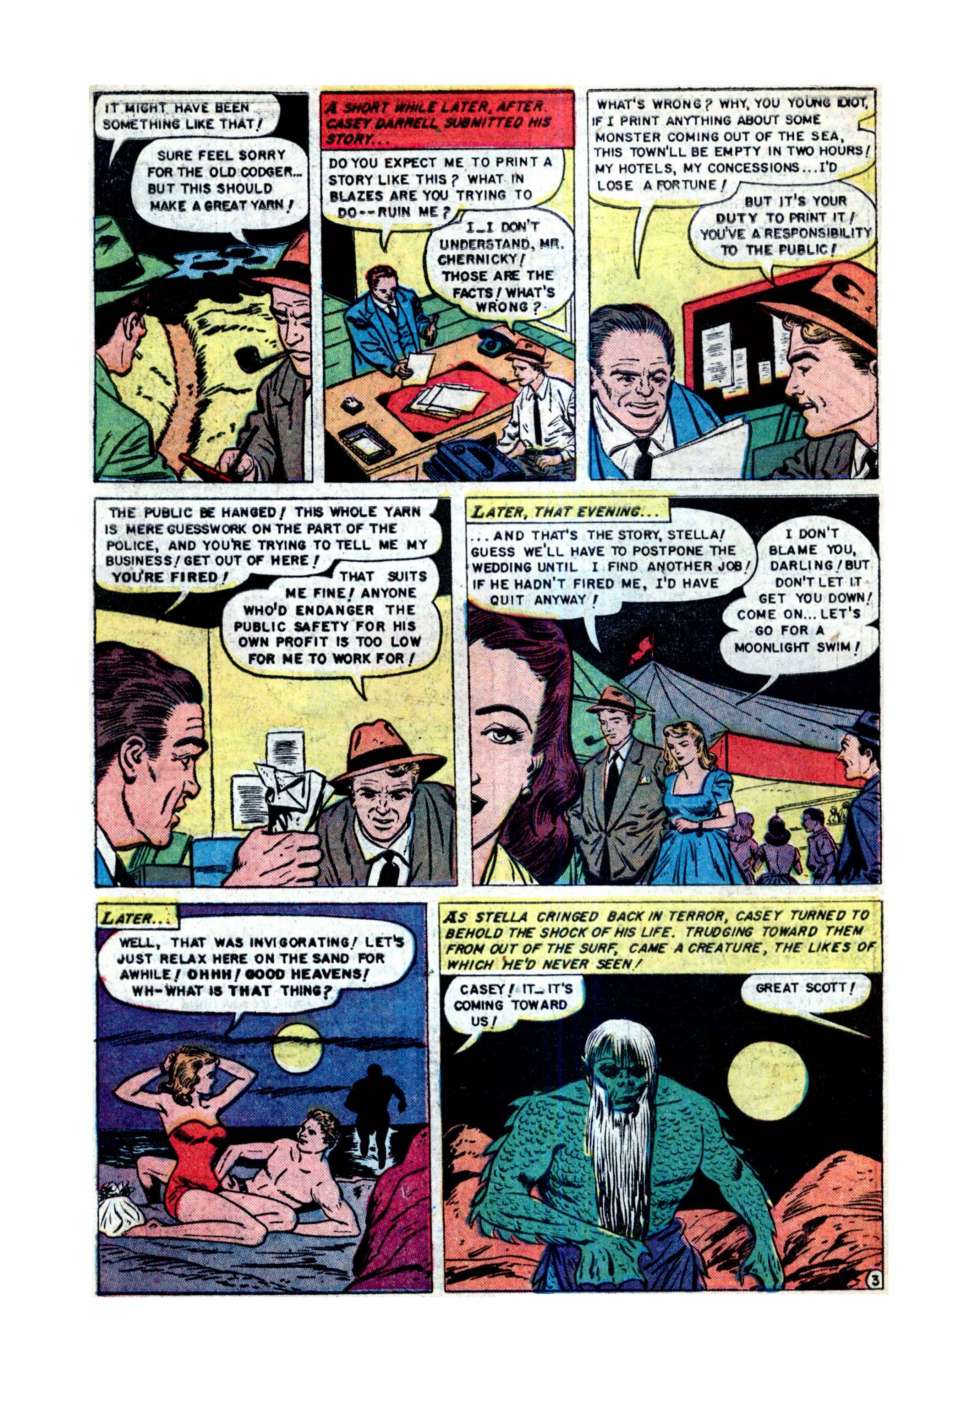 IT MIGHT HAVE BEEN
SOMETHING LIKE THAT!
SURE FEEL SORRY
FOR THE OLD CODGER...
BUT THIS SHOULD
MAKE A GREAT YARN!
A SHORT WHILE LATER, AFTER
CASEY DARRELL SUBMITTED HIS
STORY...
DO YOU EXPECT ME TO PRINT A
STORY LIKE THIS? WHAT IN
BLAZES ARE YOU TRYING TO
DO--RUIN ME?
I-I DON'T
UNDERSTAND, MR.
CHERNICKY!
THOSE ARE THE
FACTS! WHAT'S
WRONG?
WHAT'S WRONG? WHY, YOU YOUNG IDIOT,
IF I PRINT ANYTHING ABOUT SOME
MONSTER COMING OUT OF THE SEA,
THIS TOWN'LL BE EMPTY IN TWO HOURS!
MY HOTELS, MY CONCESSIONS...I'D
LOSE A FORTUNE!
BUT IT'S YOUR
DUTY TO PRINT IT!
YOU'VE A RESPONSIBILITY
TO THE PUBLIC!
THE PUBLIC BE HANGED! THIS WHOLE YARN
IS MERE GUESSWORK ON THE PART OF THE
POLICE, AND YOU'RE TRYING TO TELL ME MY
BUSINESS! GET OUT OF HERE!
YOU'RE FIRED!
THAT SUITS
ME FINE! ANYONE
WHO'D ENDANGER THE
PUBLIC SAFETY FOR HIS
OWN PROFIT IS TOO LOW
FOR ME TO WORK FOR!
LATER, THAT EVENING...
...AND THAT'S THE STORY, STELLA!
GUESS WE'LL HAVE TO POSTPONE THE
WEDDING UNTIL I FIND ANOTHER JOB!
IF HE HADN'T FIRED ME, I'D HAVE
QUIT ANYWAY!
I DON'T
BLAME YOU,
DARLING! BUT
DON'T LET IT
GET YOU DOWN!
COME ON... LET'S
GO FOR A
MOONLIGHT SWIM!
LATER...
WELL, THAT WAS INVIGORATING! LET'S
JUST RELAX HERE ON THE SAND FOR
AWHILE! OHHH! GOOD HEAVENS!
WH-WHAT IS THAT THING?
AS STELLA CRINGED BACK IN TERROR, CASEY TURNED TO
BEHOLD THE SHOCK OF HIS LIFE. TRUDGING TOWARD THEM
FROM OUT OF THE SURF, CAME A CREATURE, THE LIKES OF
WHICH HE'D NEVER SEEN!
CASEY! IT-IT'S
COMING TOWARD
US!
GREAT SCOTT!
3